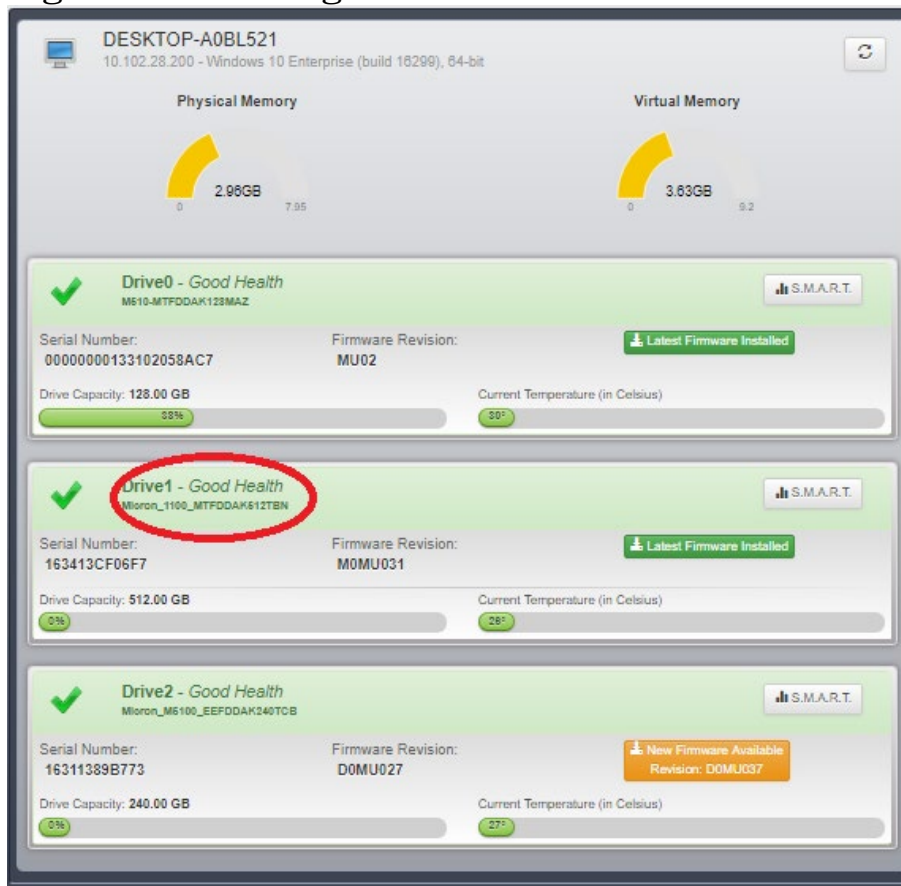 DESKTOP-A0BL521
10.102.28.200 - Windows 10 Enterprise (build 16299), 64-bit
Physical Memory
Virtual Memory
2.96GB
0
7.95
3.63GB
0
9.2
Drive0 - Good Health
M510-MTFDDAK128MAZ
S.M.A.R.T.
Serial Number:
00000000133102058AC7
Firmware Revision:
MU02
Latest Firmware Installed
Drive Capacity: 128.00 GB
Current Temperature (in Celsius)
38%
30°
Drive1 - Good Health
Micron_1100_MTFDDAK512TBN
S.M.A.R.T.
Serial Number:
163413CF06F7
Firmware Revision:
M0MU031
Latest Firmware Installed
Drive Capacity: 512.00 GB
Current Temperature (in Celsius)
0%
28°
Drive2 - Good Health
Micron_M5100_EEFDDAK240TCB
S.M.A.R.T.
Serial Number:
16311389B773
Firmware Revision:
D0MU027
New Firmware Available
Revision: D0MU037
Drive Capacity: 240.00 GB
Current Temperature (in Celsius)
0%
27°